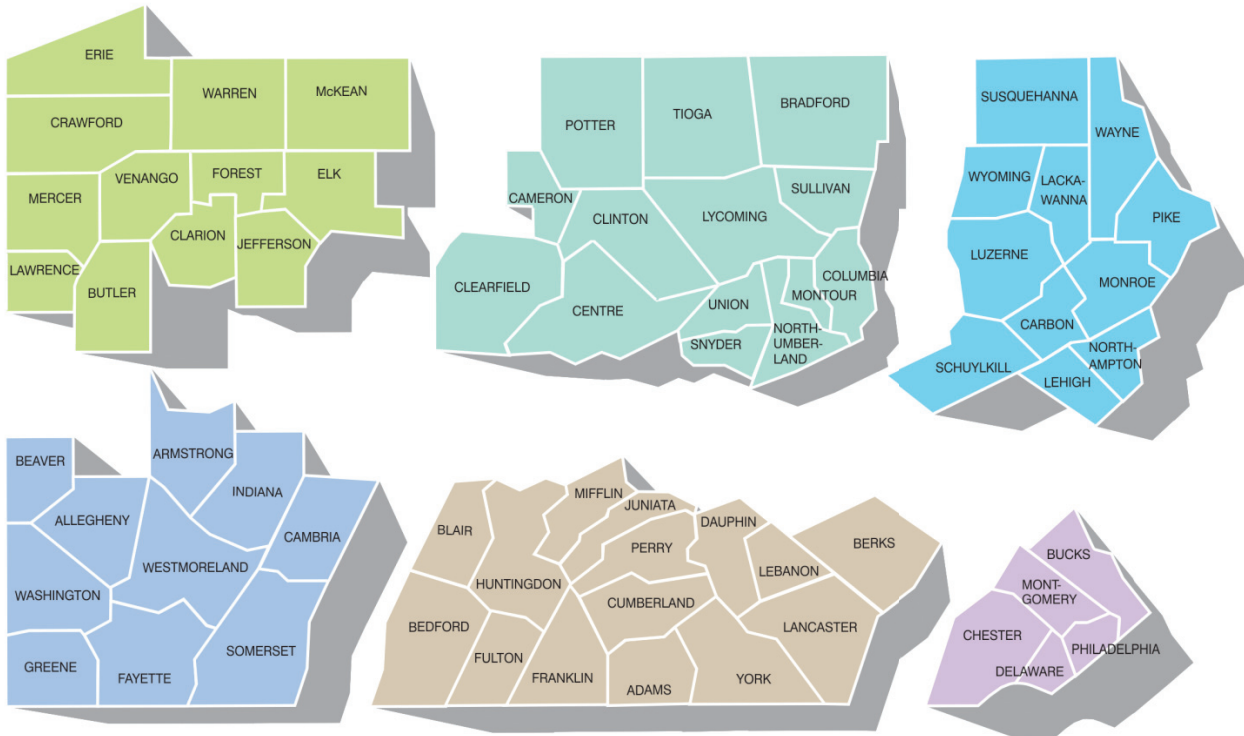 ERIE
WARREN
McKEAN
CRAWFORD
VENANGO
FOREST
ELK
MERCER
CLARION
JEFFERSON
LAWRENCE
BUTLER
POTTER
TIOGA
BRADFORD
CAMERON
CLINTON
LYCOMING
SULLIVAN
CLEARFIELD
CENTRE
UNION
MONTOUR
COLUMBIA
SNYDER
NORTH-
UMBER-
LAND
SUSQUEHANNA
WAYNE
WYOMING
LACKA-
WANNA
PIKE
LUZERNE
MONROE
CARBON
SCHUYLKILL
LEHIGH
NORTH-
AMPTON
BEAVER
ARMSTRONG
INDIANA
ALLEGHENY
CAMBRIA
WESTMORELAND
WASHINGTON
GREENE
FAYETTE
SOMERSET
MIFFLIN
JUNIATA
BLAIR
DAUPHIN
PERRY
BERKS
HUNTINGDON
LEBANON
CUMBERLAND
BEDFORD
LANCASTER
FULTON
FRANKLIN
ADAMS
YORK
BUCKS
MONT-
GOMERY
CHESTER
PHILADELPHIA
DELAWARE